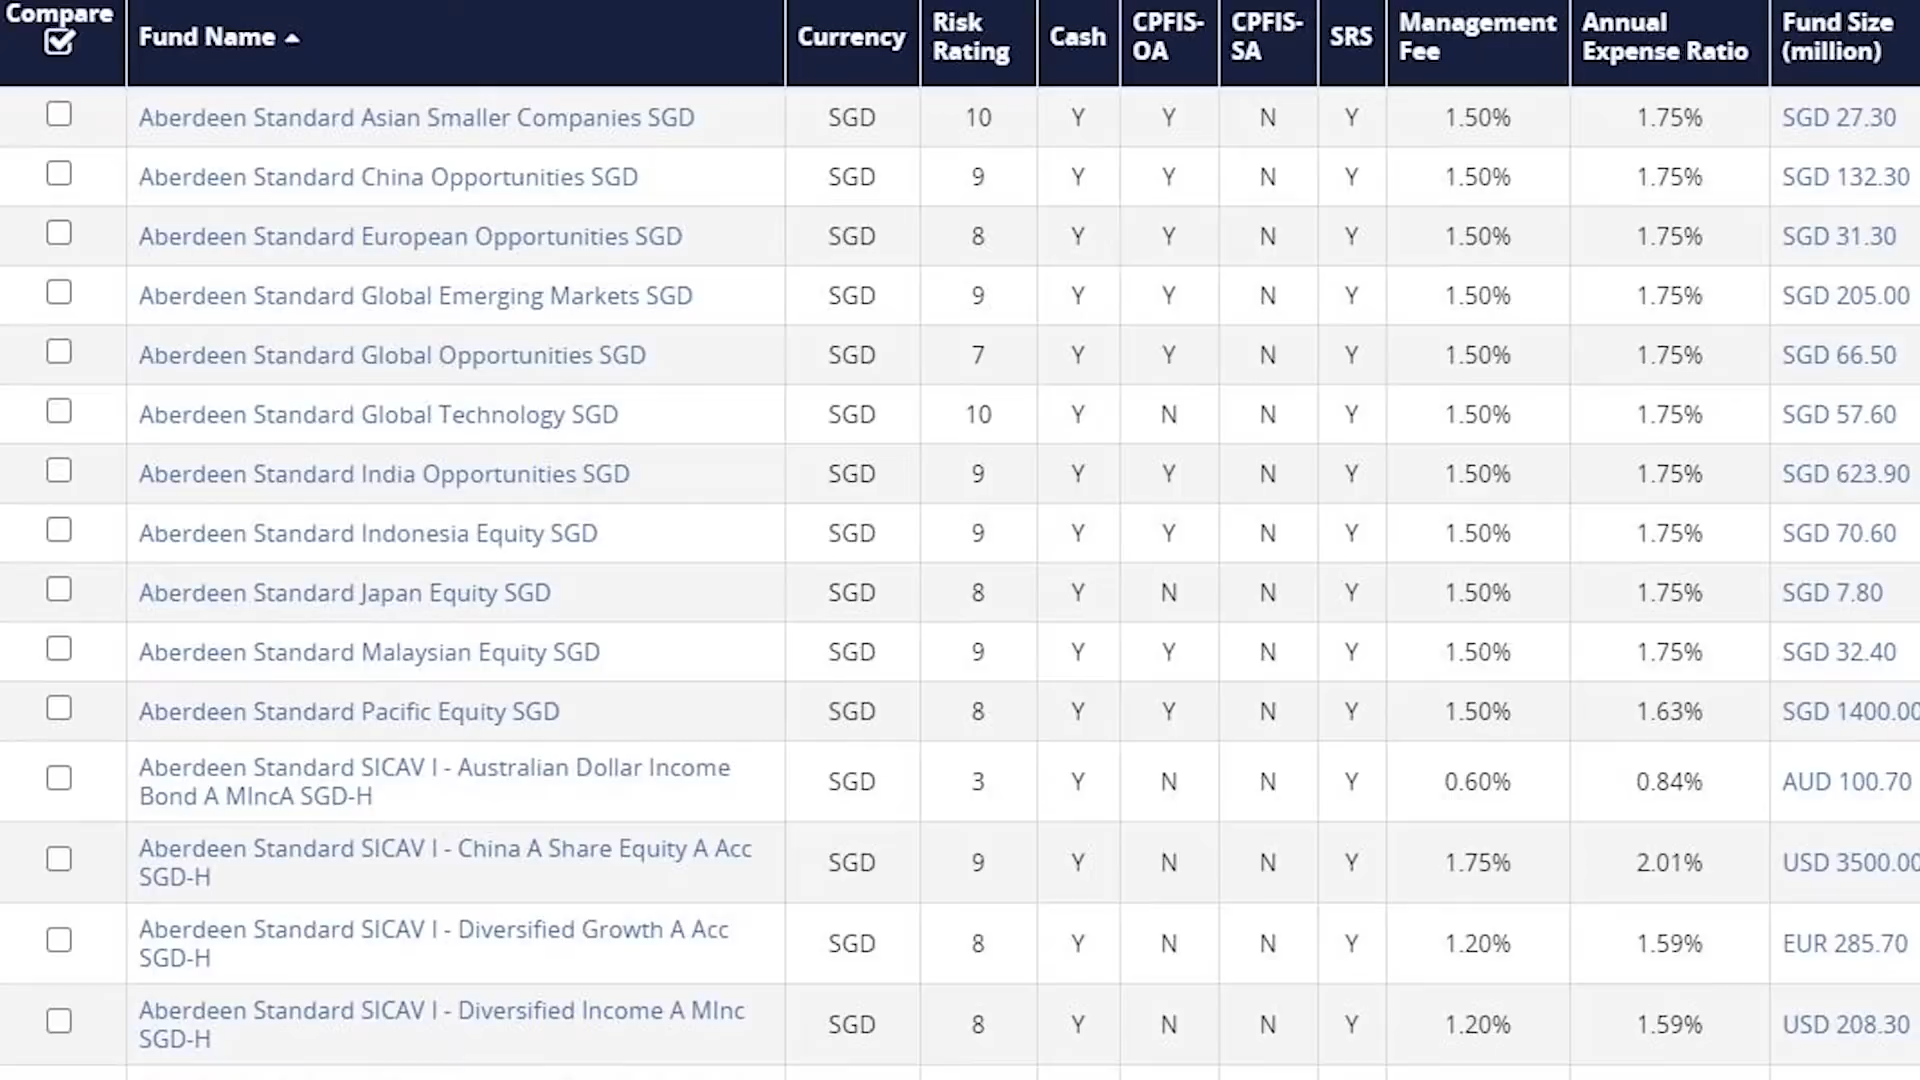 Compare Fund Name Currency Risk Rating Cash CPFIS-OA CPFIS-SA SRS Management Fee Annual Expense Ratio Fund Size (million)
Aberdeen Standard Asian Smaller Companies SGD SGD 10 Y Y N Y 1.50% 1.75% SGD 27.30
Aberdeen Standard China Opportunities SGD SGD 9 Y Y N Y 1.50% 1.75% SGD 132.30
Aberdeen Standard European Opportunities SGD SGD 8 Y Y N Y 1.50% 1.75% SGD 31.30
Aberdeen Standard Global Emerging Markets SGD SGD 9 Y Y N Y 1.50% 1.75% SGD 205.00
Aberdeen Standard Global Opportunities SGD SGD 7 Y Y N Y 1.50% 1.75% SGD 66.50
Aberdeen Standard Global Technology SGD SGD 10 Y N N Y 1.50% 1.75% SGD 57.60
Aberdeen Standard India Opportunities SGD SGD 9 Y Y N Y 1.50% 1.75% SGD 623.90
Aberdeen Standard Indonesia Equity SGD SGD 9 Y Y N Y 1.50% 1.75% SGD 70.60
Aberdeen Standard Japan Equity SGD SGD 8 Y N N Y 1.50% 1.75% SGD 7.80
Aberdeen Standard Malaysian Equity SGD SGD 9 Y Y N Y 1.50% 1.75% SGD 32.40
Aberdeen Standard Pacific Equity SGD SGD 8 Y Y N Y 1.50% 1.63% SGD 1400.00
Aberdeen Standard SICAV I - Australian Dollar Income
Bond A MIncA SGD-H SGD 3 Y N N Y 0.60% 0.84% AUD 100.70
Aberdeen Standard SICAV I - China A Share Equity A Acc
SGD-H SGD 9 Y N N Y 1.75% 2.01% USD 3500.00
Aberdeen Standard SICAV I - Diversified Growth A Acc
SGD-H SGD 8 Y N N Y 1.20% 1.59% EUR 285.70
Aberdeen Standard SICAV I - Diversified Income A MInc
SGD-H SGD 8 Y N N Y 1.20% 1.59% USD 208.30